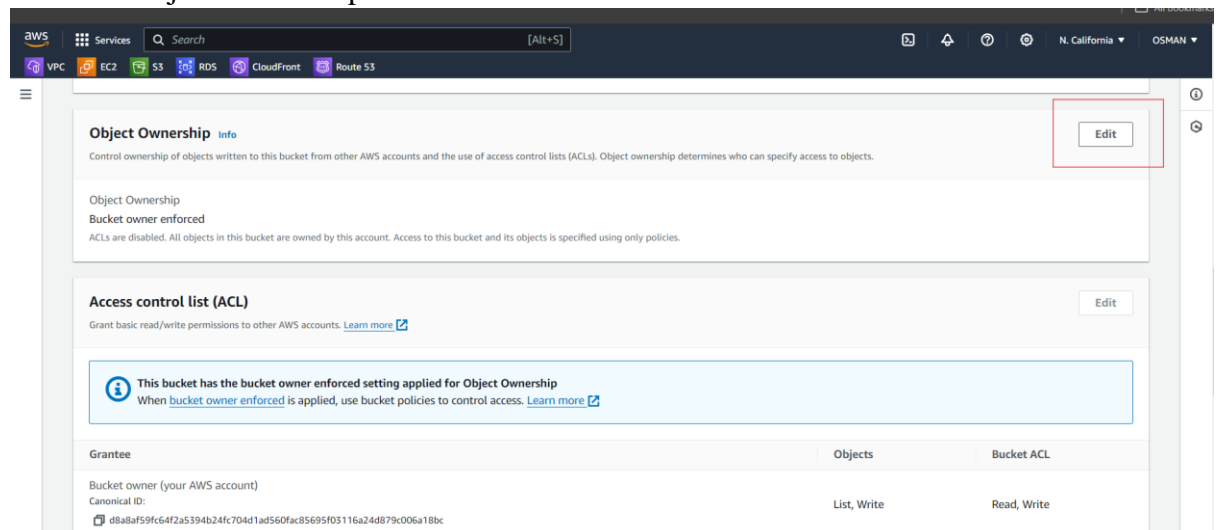 All Bookmarks
aws Services Search [Alt+S] N. California ▼ OSMAN ▼
VPC EC2 S3 RDS CloudFront Route 53
Object Ownership Info
Edit
Control ownership of objects written to this bucket from other AWS accounts and the use of access control lists (ACLs). Object ownership determines who can specify access to objects.
Object Ownership
Bucket owner enforced
ACLs are disabled. All objects in this bucket are owned by this account. Access to this bucket and its objects is specified using only policies.
Access control list (ACL)
Edit
Grant basic read/write permissions to other AWS accounts. Learn more
This bucket has the bucket owner enforced setting applied for Object Ownership
When bucket owner enforced is applied, use bucket policies to control access. Learn more
Grantee Objects Bucket ACL
Bucket owner (your AWS account)
Canonical ID:
List, Write Read, Write
d8a8af59fc64f2a5394b24fc704d1ad560fac85695f03116a24d879c006a18bc